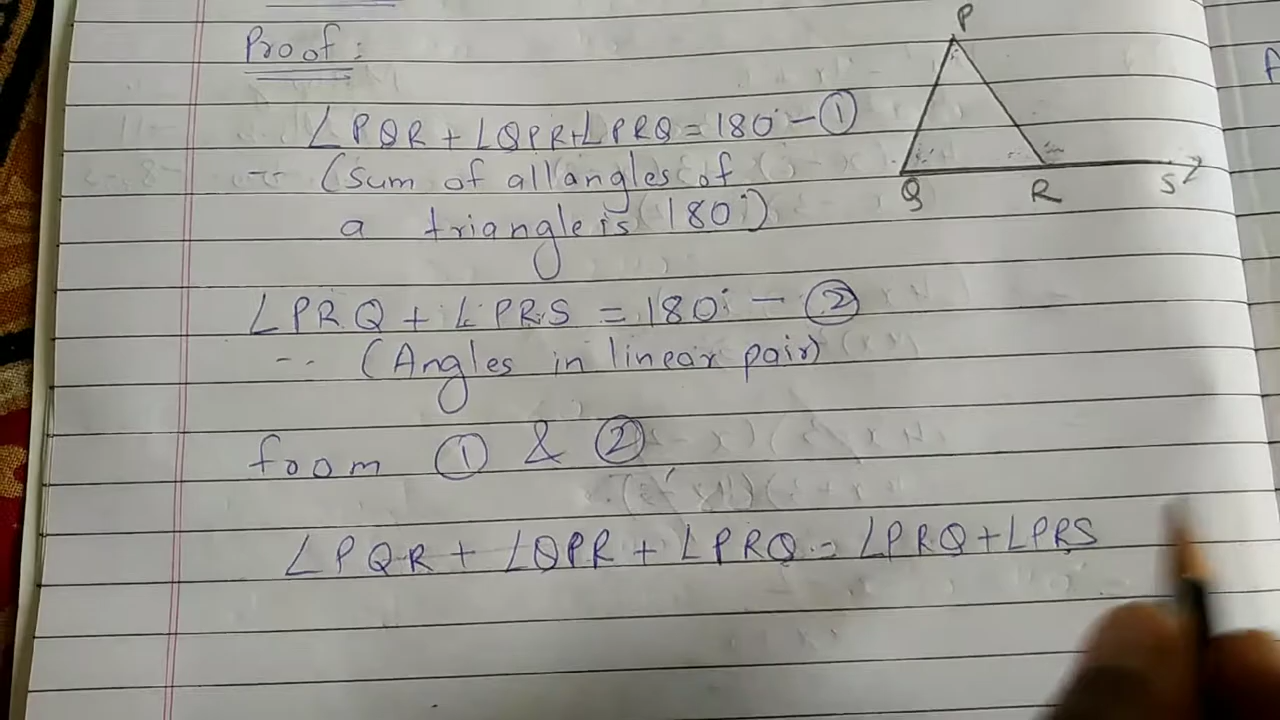 Proof :
∠PQR + ∠QPR + ∠PRQ = 180° - ①
-- (Sum of all angles of
a triangle is 180°)
∠PRQ + ∠PRS = 180° - ②
-- (Angles in linear pair)
from ① & ②
∠PQR + ∠QPR + ∠PRQ = ∠PRQ + ∠PRS
P
Q R S